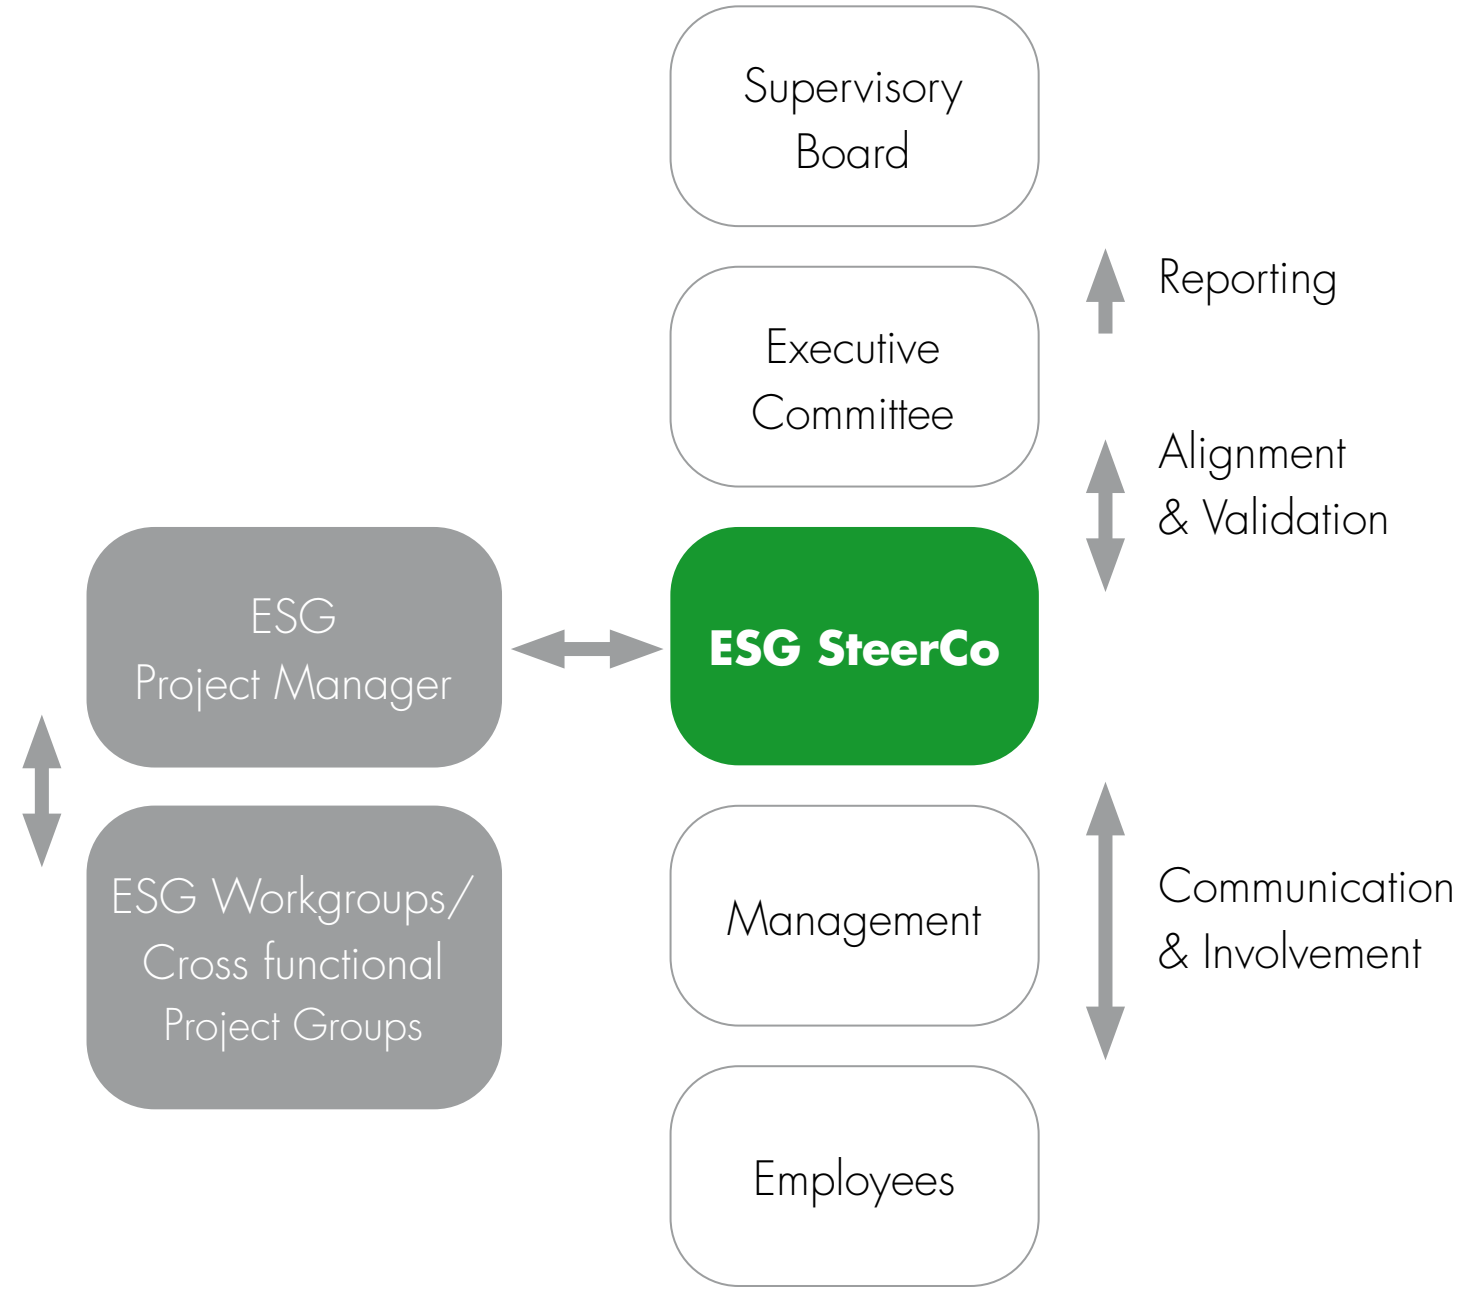 Supervisory
Board
Reporting
Executive
Committee
Alignment
& Validation
ESG
Project Manager
ESG SteerCo
ESG Workgroups/
Cross functional
Project Groups
Management
Communication
& Involvement
Employees